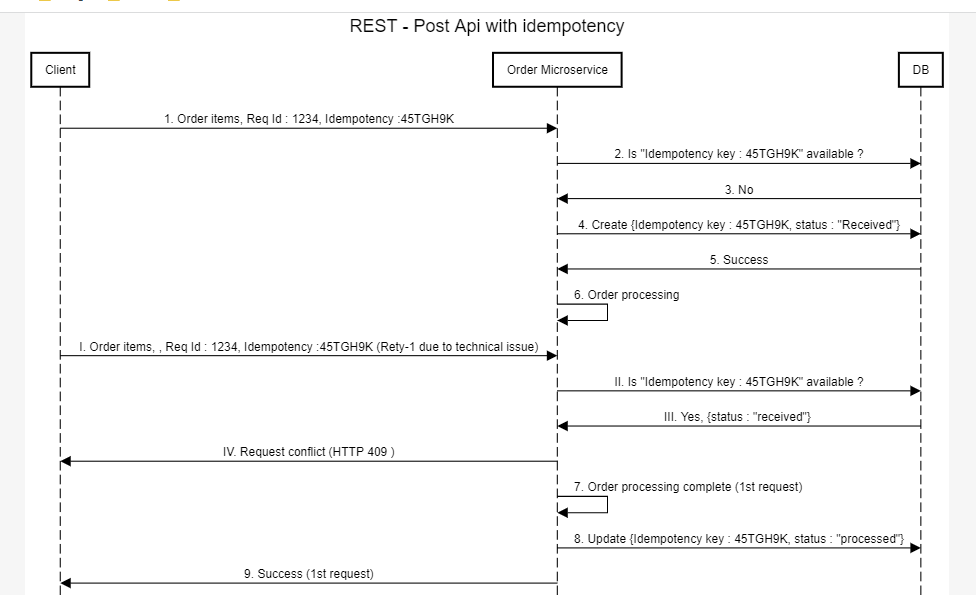 REST - Post Api with idempotency
Client
Order Microservice
DB
1. Order items, Req Id : 1234, Idempotency :45TGH9K
2. Is "Idempotency key : 45TGH9K" available ?
3. No
4. Create {Idempotency key : 45TGH9K, status : "Received"}
5. Success
6. Order processing
I. Order items, , Req Id : 1234, Idempotency :45TGH9K (Rety-1 due to technical issue)
II. Is "Idempotency key : 45TGH9K" available ?
III. Yes, {status : "received"}
IV. Request conflict (HTTP 409 )
7. Order processing complete (1st request)
8. Update {Idempotency key : 45TGH9K, status : "processed"}
9. Success (1st request)